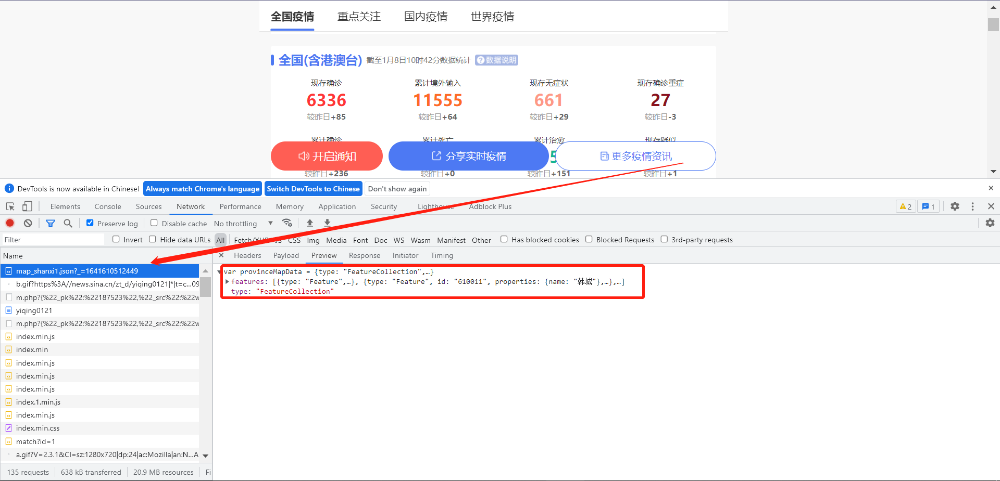 全国疫情 重点关注 国内疫情 世界疫情
全国(含港澳台) 截至1月8日10时42分数据统计 ?数据说明
现存确诊 累计境外输入 现存无症状 现存确诊重症
6336 11555 661 27
较昨日+85 较昨日+64 较昨日+29 较昨日-3
累计确诊 累计死亡 累计治愈 现存疑似
开启通知 分享实时疫情 5 更多疫情资讯
较昨日+236 较昨日+0 较昨日+151 较昨日+1
DevTools is now available in Chinese! Always match Chrome's language Switch DevTools to Chinese Don't show again
Elements Console Sources Network Performance Memory Application Security Lighthouse Adblock Plus 2 1
Preserve log Disable cache No throttling
Filter Invert Hide data URLs All Fetch/XHR JS CSS Img Media Font Doc WS Wasm Manifest Other Has blocked cookies Blocked Requests 3rd-party requests
Name Headers Payload Preview Response Initiator Timing
map_shanxi1.json?_=1641610512449
b.gif?https%3A//news.sina.cn/zt_d/yiqing0121|*|t=c...09
m.php?{%22_pk%22:%22187523%22,%22_src%22:%22w
yiqing0121
m.php?{%22_pk%22:%22187523%22,%22_src%22:%22w
index.min.js
index.min
index.min.js
index.min.js
index.min.js
index.1.min.js
index.min.js
index.min.css
match?id=1
a.gif?V=2.3.1&CI=sz:1280x720|dp:24|ac:Mozilla|an:N...A
var provinceMapData = {type: "FeatureCollection",…}
features: [{type: "Feature",…}, {type: "Feature", id: "610011", properties: {name: "韩城"},…},…]
type: "FeatureCollection"
135 requests 638 kB transferred 20.9 MB resources Fi